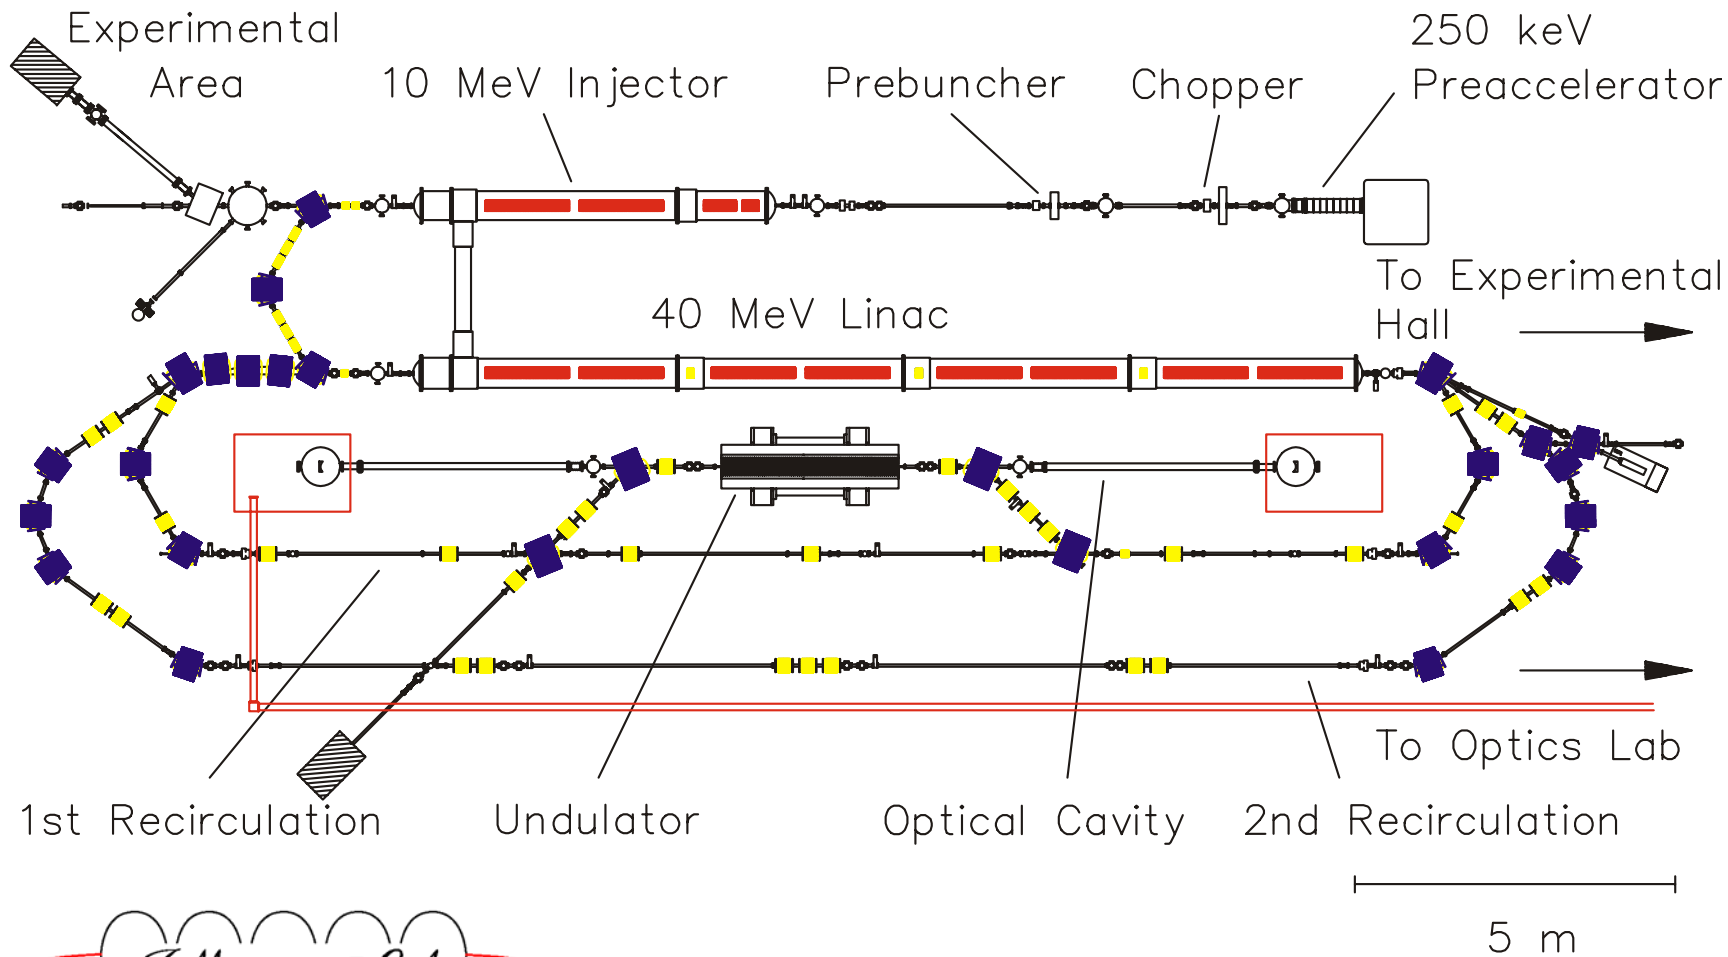 Experimental
Area
10 MeV Injector
Prebuncher
Chopper
250 keV
Preaccelerator
To Experimental
Hall
40 MeV Linac
To Optics Lab
1st Recirculation
Undulator
Optical Cavity
2nd Recirculation
5 m